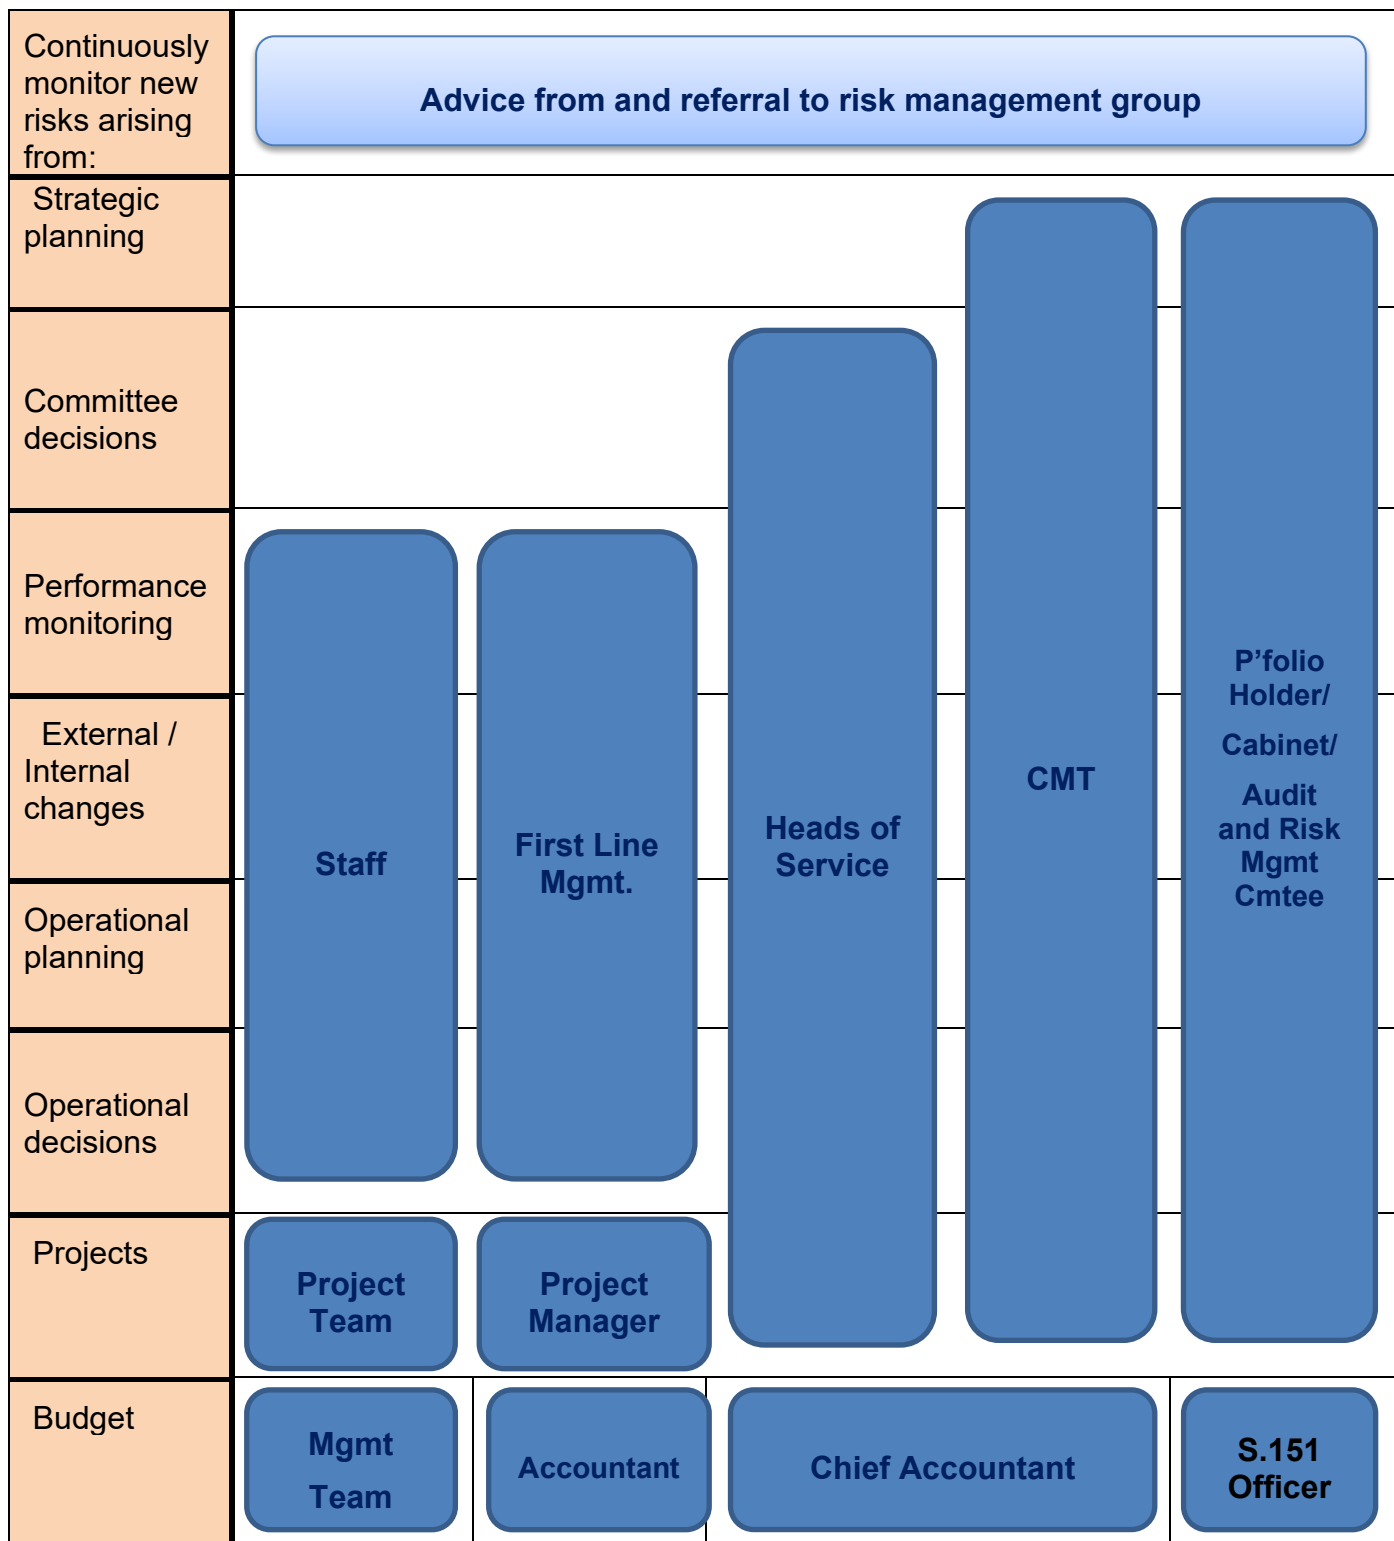 Continuously
monitor new
risks arising
from:
Advice from and referral to risk management group
Strategic
planning
Committee
decisions
Performance
monitoring
External /
Internal
changes
Operational
planning
Operational
decisions
Staff
First Line
Mgmt.
Heads of
Service
CMT
P’folio
Holder/
Cabinet/
Audit
and Risk
Mgmt
Cmtee
Projects
Project
Team
Project
Manager
Budget
Mgmt
Team
Accountant
Chief Accountant
S.151
Officer